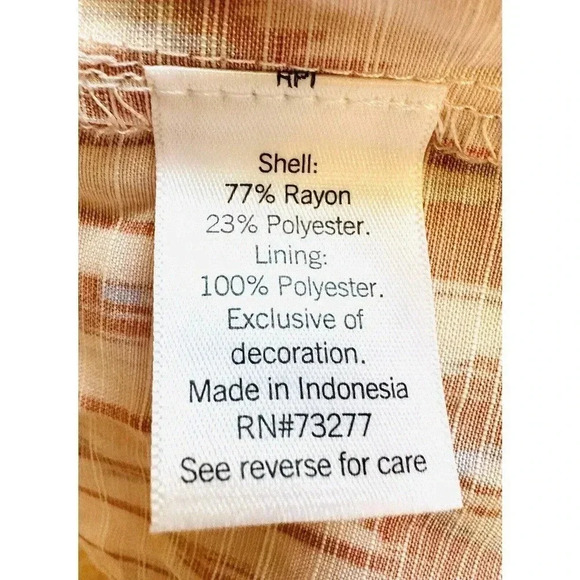 Shell:
77% Rayon
23% Polyester.
Lining:
100% Polyester.
Exclusive of
decoration.
Made in Indonesia
RN#73277
See reverse for care